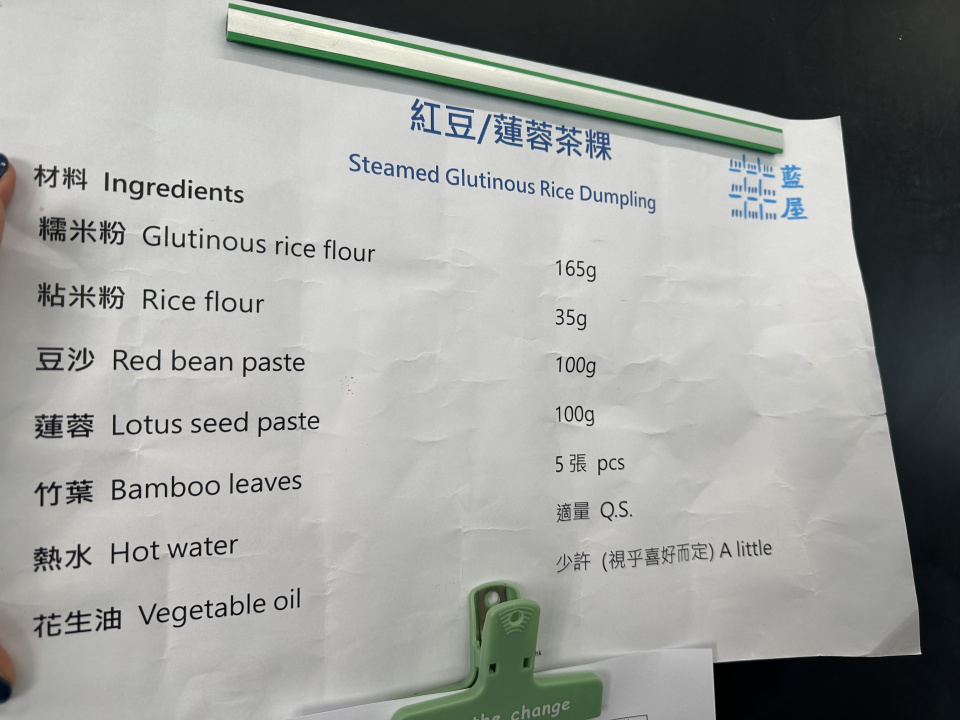 紅豆/蓮蓉茶粿
Steamed Glutinous Rice Dumpling
藍
屋
材料 Ingredients
糯米粉 Glutinous rice flour 165g
粘米粉 Rice flour 35g
豆沙 Red bean paste 100g
蓮蓉 Lotus seed paste 100g
竹葉 Bamboo leaves 5 張 pcs
熱水 Hot water 適量 Q.S.
花生油 Vegetable oil 少許 (視乎喜好而定) A little
the change